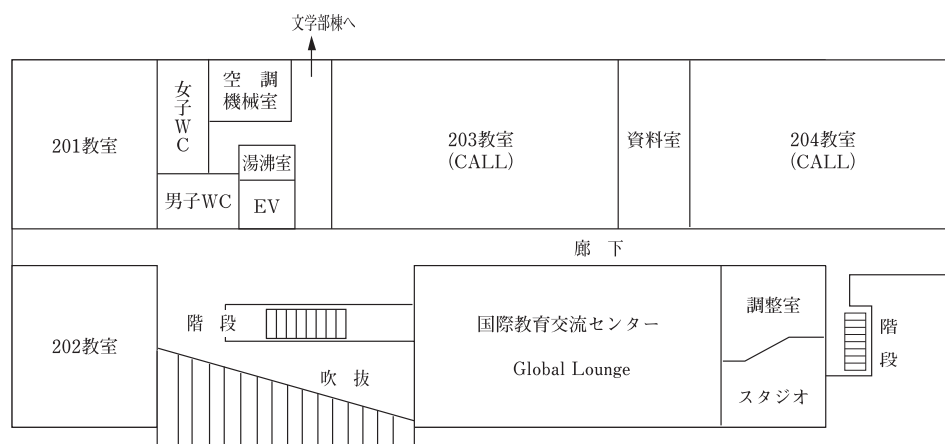 文学部棟へ
201教室
女子WC
空 調
機械室
湯沸室
男子WC
EV
203教室
(CALL)
資料室
204教室
(CALL)
廊 下
202教室
階 段
吹 抜
国際教育交流センター
Global Lounge
調整室
スタジオ
階
段